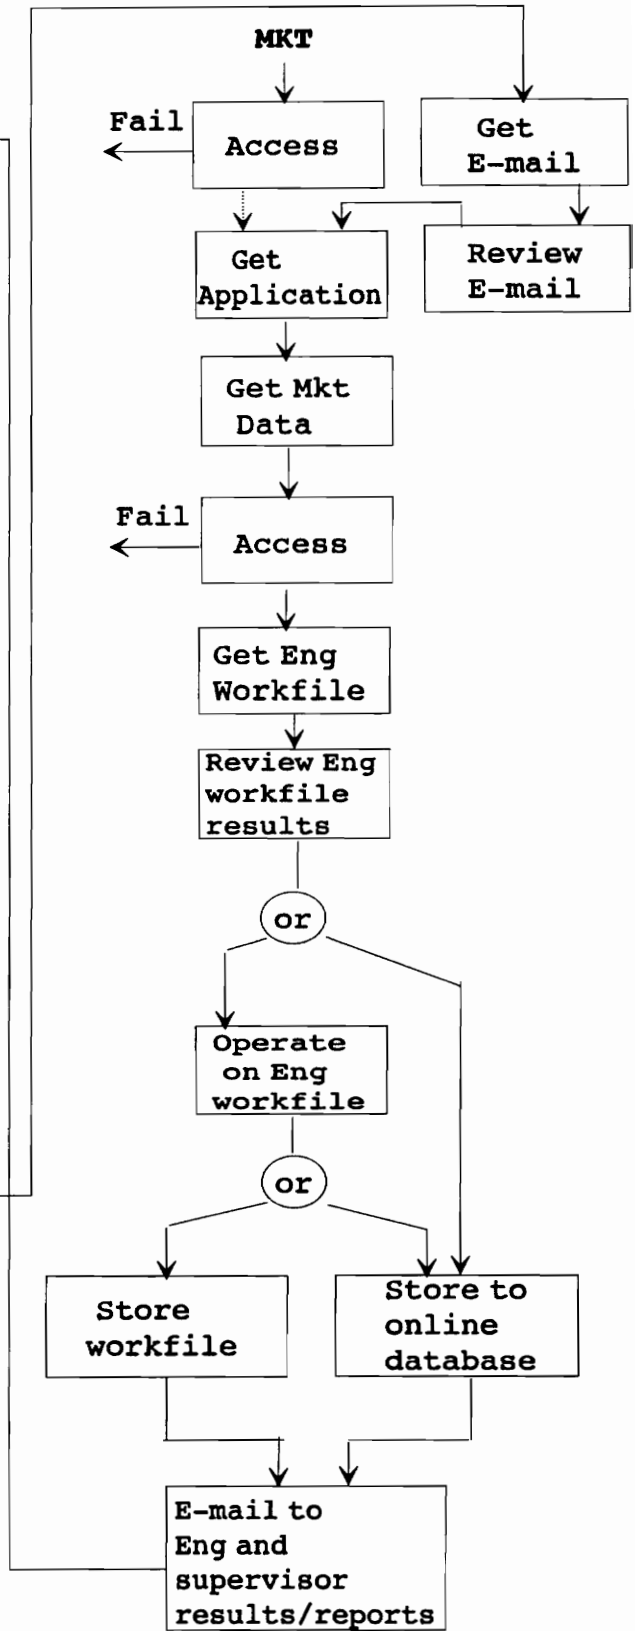 MKT
Fail
Access
Get
E-mail
Get
Application
Review
E-mail
Get Mkt
Data
Fail
Access
Get Eng
Workfile
Review Eng
workfile
results
or
Operate
on Eng
workfile
or
Store
workfile
Store to
online
database
E-mail to
Eng and
supervisor
results/reports